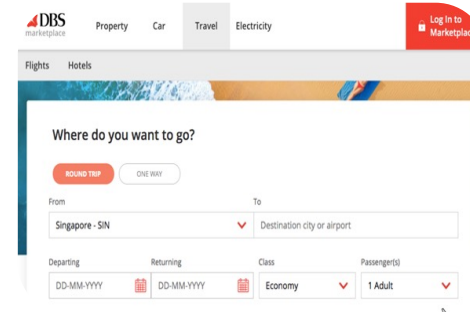 DBS
marketplace
Property Car Travel Electricity
Log In to
Marketplac
Flights Hotels
Where do you want to go?
ROUND TRIP ONE WAY
From To
Singapore - SIN Destination city or airport
Departing Returning Class Passenger(s)
DD-MM-YYYY DD-MM-YYYY Economy 1 Adult